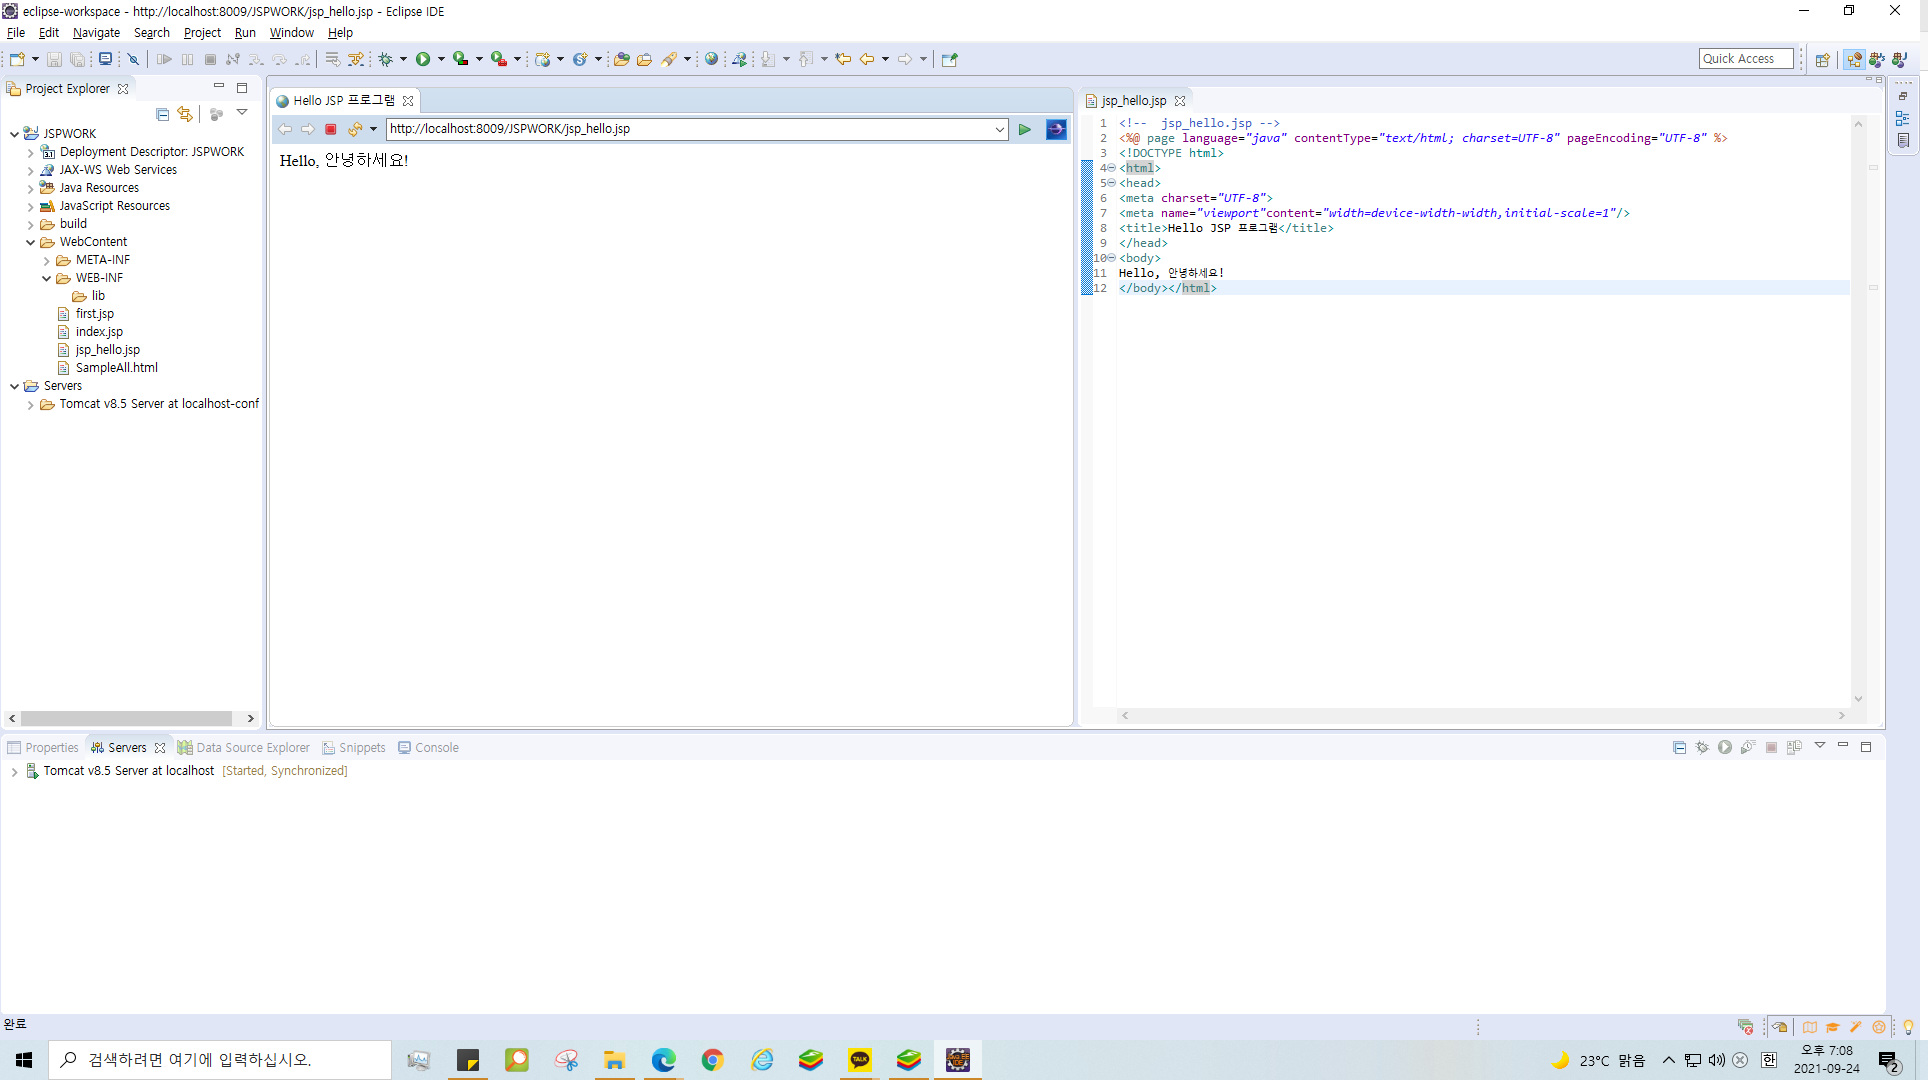 eclipse-workspace - http://localhost:8009/JSPWORK/jsp_hello.jsp - Eclipse IDE
File Edit Navigate Search Project Run Window Help
Quick Access
Project Explorer
JSPWORK
Deployment Descriptor: JSPWORK
JAX-WS Web Services
Java Resources
JavaScript Resources
build
WebContent
META-INF
WEB-INF
lib
first.jsp
index.jsp
jsp_hello.jsp
SampleAll.html
Servers
Tomcat v8.5 Server at localhost-conf
Hello JSP 프로그램
http://localhost:8009/JSPWORK/jsp_hello.jsp
Hello, 안녕하세요!
jsp_hello.jsp
1 <!--  jsp_hello.jsp -->
2 <%@ page language="java" contentType="text/html; charset=UTF-8" pageEncoding="UTF-8" %>
3 <!DOCTYPE html>
4 <html>
5 <head>
6 <meta charset="UTF-8">
7 <meta name="viewport"content="width=device-width-width,initial-scale=1"/>
8 <title>Hello JSP 프로그램</title>
9 </head>
10 <body>
11 Hello, 안녕하세요!
12 </body></html>
Properties Servers Data Source Explorer Snippets Console
Tomcat v8.5 Server at localhost [Started, Synchronized]
완료
검색하려면 여기에 입력하십시오.
TALK
23°C 맑음
한
오후 7:08
2021-09-24
2